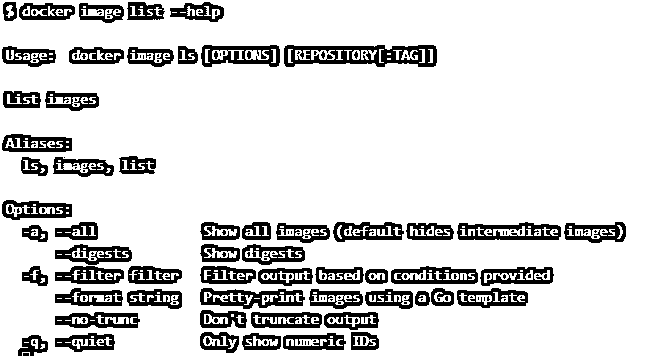 $ docker image list --help
Usage:  docker image ls [OPTIONS] [REPOSITORY[:TAG]]
List images
Aliases:
  ls, images, list
Options:
  -a, --all             Show all images (default hides intermediate images)
      --digests         Show digests
  -f, --filter filter   Filter output based on conditions provided
      --format string   Pretty-print images using a Go template
      --no-trunc        Don't truncate output
  -q, --quiet           Only show numeric IDs